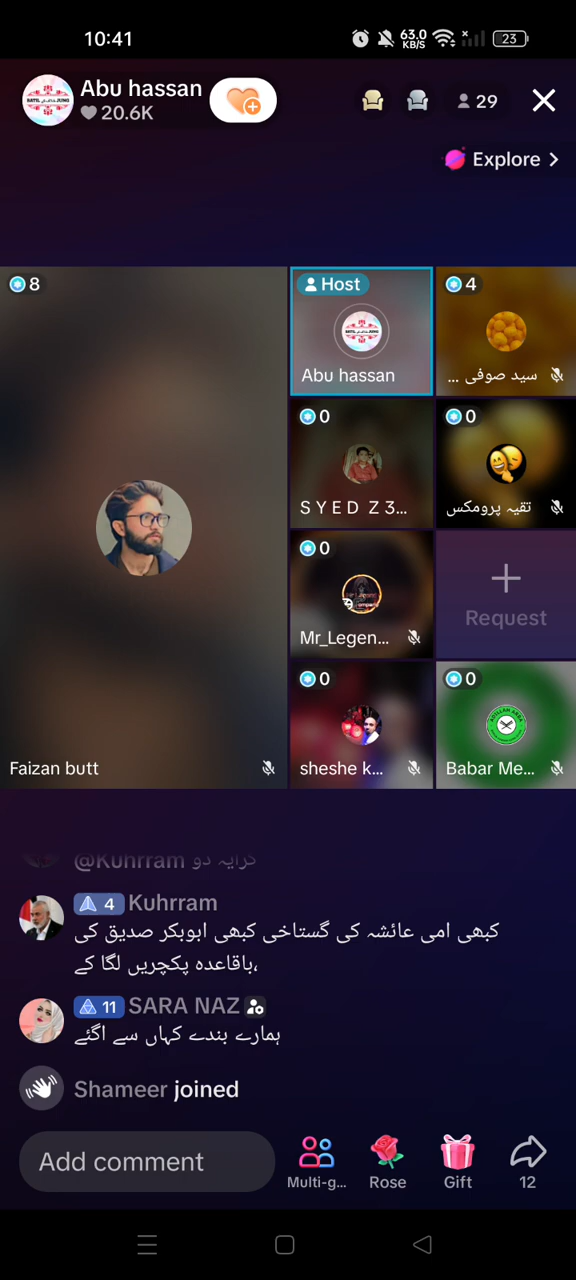 10:41
63.0
KB/S
23
Abu hassan
20.6K
29
Explore
8
Host
Abu hassan
4
سید صوفی ...
0
S Y E D Z 3...
0
تقیہ پرومکس
0
Mr_Legen...
Request
0
sheshe k...
0
Babar Me...
Faizan butt
@Kuhrram کرایہ دو
4 Kuhrram
کبھی امی عائشہ کی گستاخی کبھی ابوبکر صدیق کی
باقاعدہ پکچریں لگا کے،
11 SARA NAZ
ہمارے بندے کہاں سے اگئے
Shameer joined
Add comment
Multi-g...
Rose
Gift
12